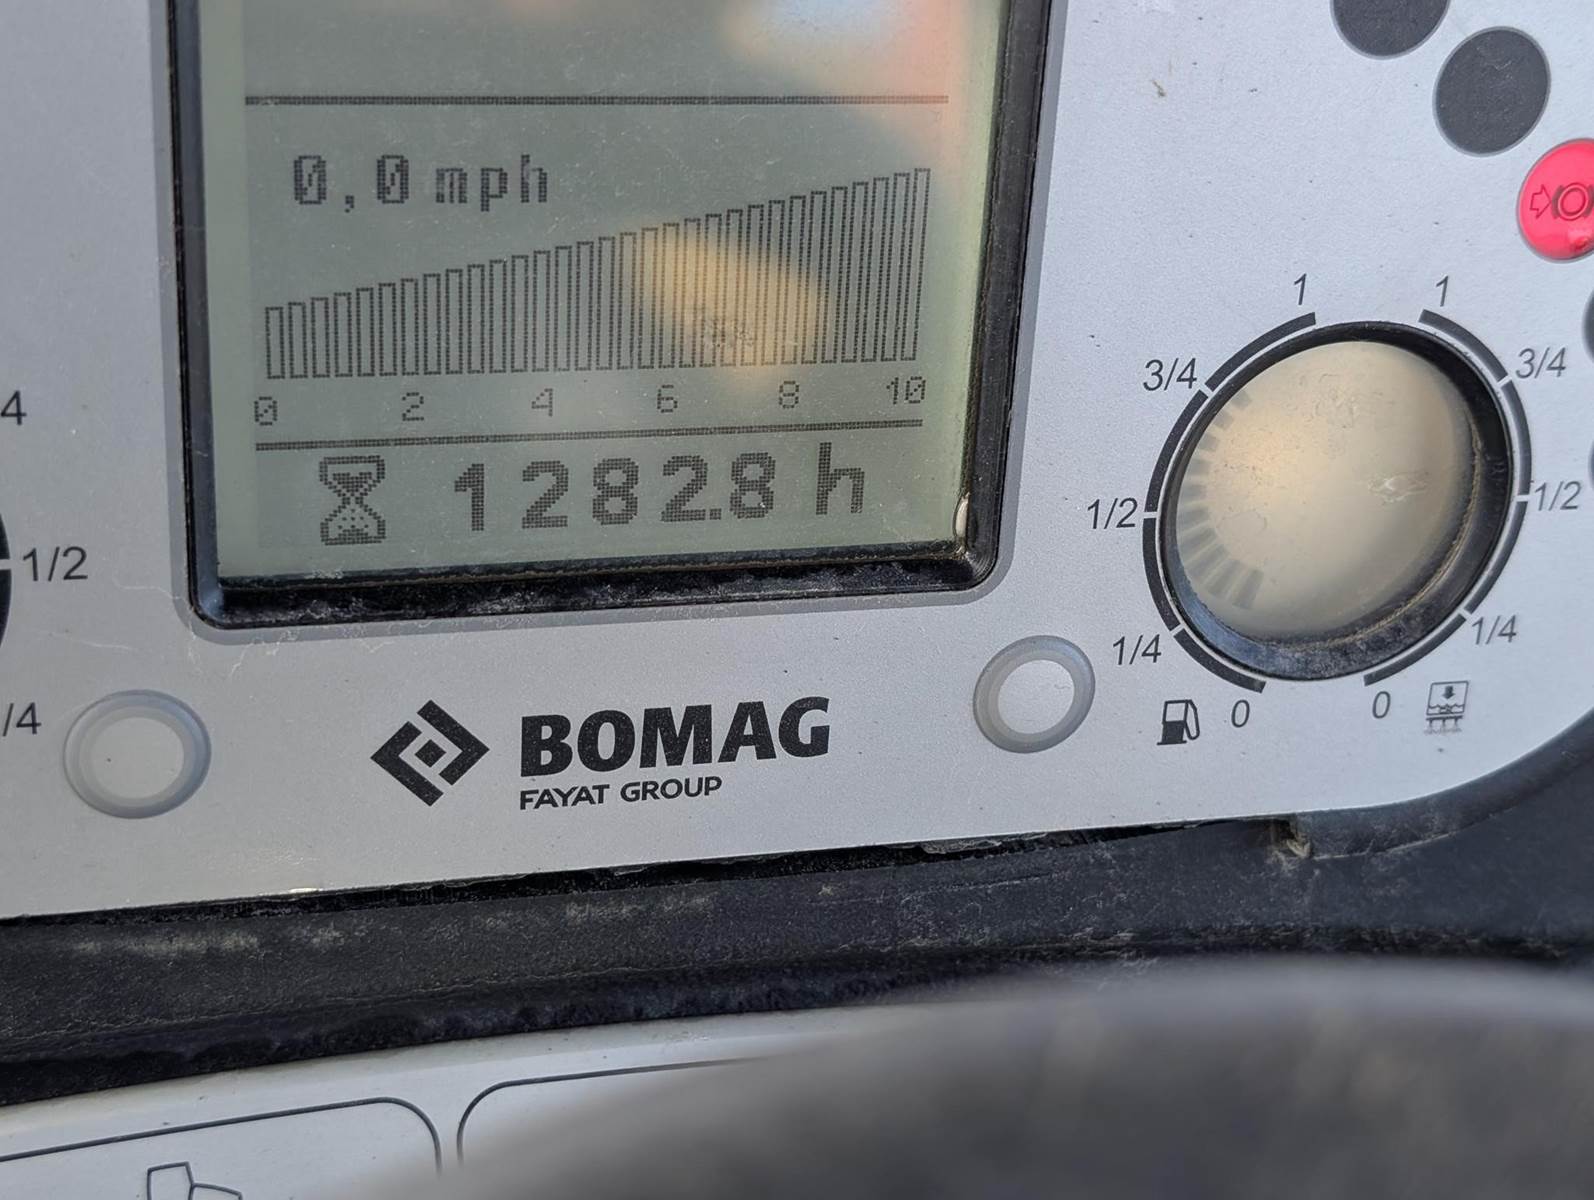 0,0 mph
0 2 4 6 8 10
1282.8 h
4
1/2
/4
1 1
3/4 3/4
1/2 1/2
1/4 1/4
0 0
BOMAG
FAYAT GROUP